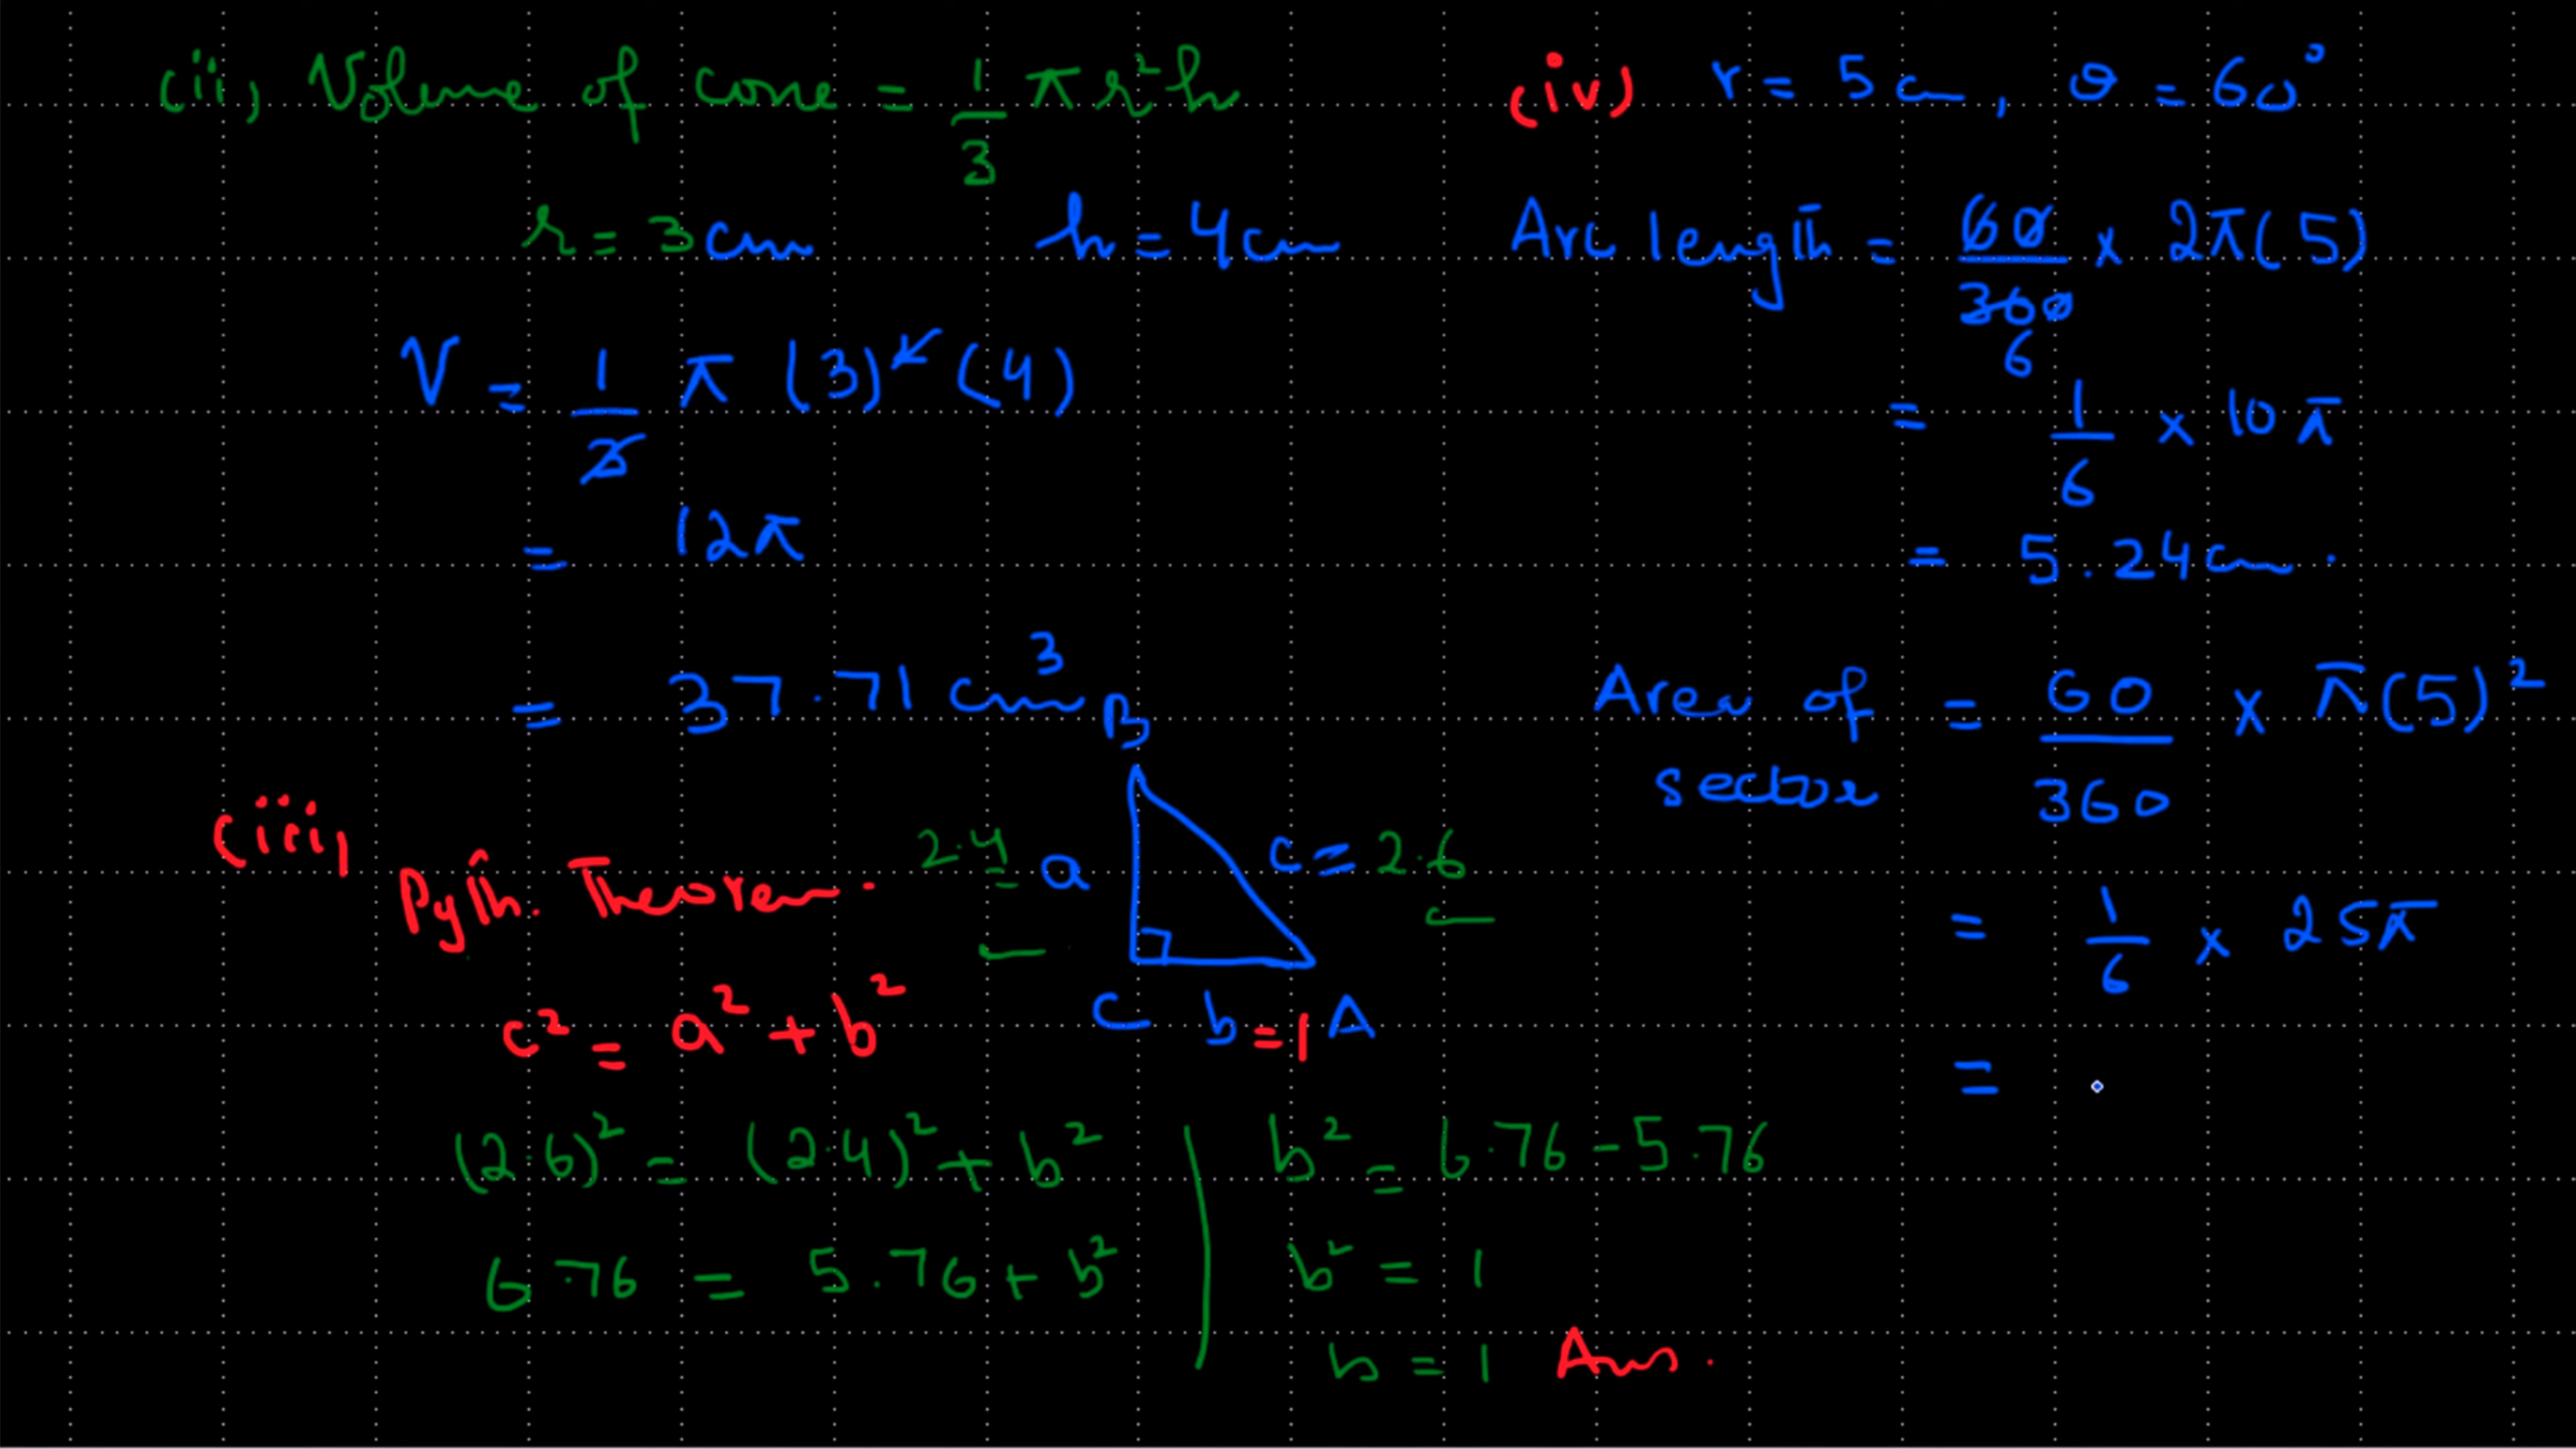 (ii) Volume of cone = 1/3 πr²h
r = 3cm h = 4cm
V = 1/3 π (3)² (4)
= 12π
= 37.71 cm³
(iii)
Pyth. Theorem.
B
2.4 a c = 2.6
C b = 1 A
c² = a² + b²
(2.6)² = (2.4)² + b²
6.76 = 5.76 + b²
b² = 6.76 - 5.76
b² = 1
b = 1 Ans.
(iv) r = 5cm, θ = 60°
Arc length = 60/360 × 2π(5)
6
= 1/6 × 10π
= 5.24cm.
Area of sector = 60/360 × π(5)²
= 1/6 × 25π
=